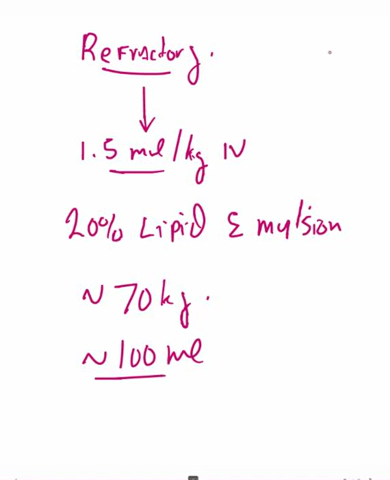 Refractory.
1.5 ml/kg IV
20% Lipid Emulsion
~ 70kg.
~ 100 ml